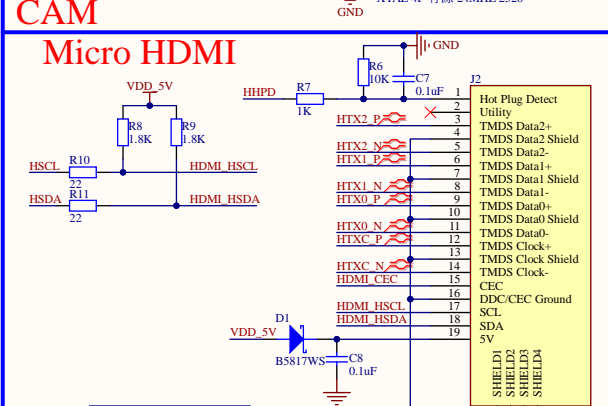 CAM
GND
XTAL 4P
24MHz
Micro HDMI
VDD_5V
R8
1.8K
R9
1.8K
HSCL
R10
22
HDMI_HSCL
HSDA
R11
22
HDMI_HSDA
GND
R6
10K
C7
0.1uF
HHPD
R7
1K
J2
1 Hot Plug Detect
2 Utility
HTX2_P 3 TMDS Data2+
4 TMDS Data2 Shield
HTX2_N 5 TMDS Data2-
HTX1_P 6 TMDS Data1+
7 TMDS Data1 Shield
HTX1_N 8 TMDS Data1-
HTX0_P 9 TMDS Data0+
10 TMDS Data0 Shield
HTX0_N 11 TMDS Data0-
HTXC_P 12 TMDS Clock+
13 TMDS Clock Shield
HTXC_N 14 TMDS Clock-
HDMI_CEC 15 CEC
16 DDC/CEC Ground
HDMI_HSCL 17 SCL
HDMI_HSDA 18 SDA
19 5V
D1
VDD_5V
B5817WS
C8
0.1uF
SHIELD1
SHIELD2
SHIELD3
SHIELD4